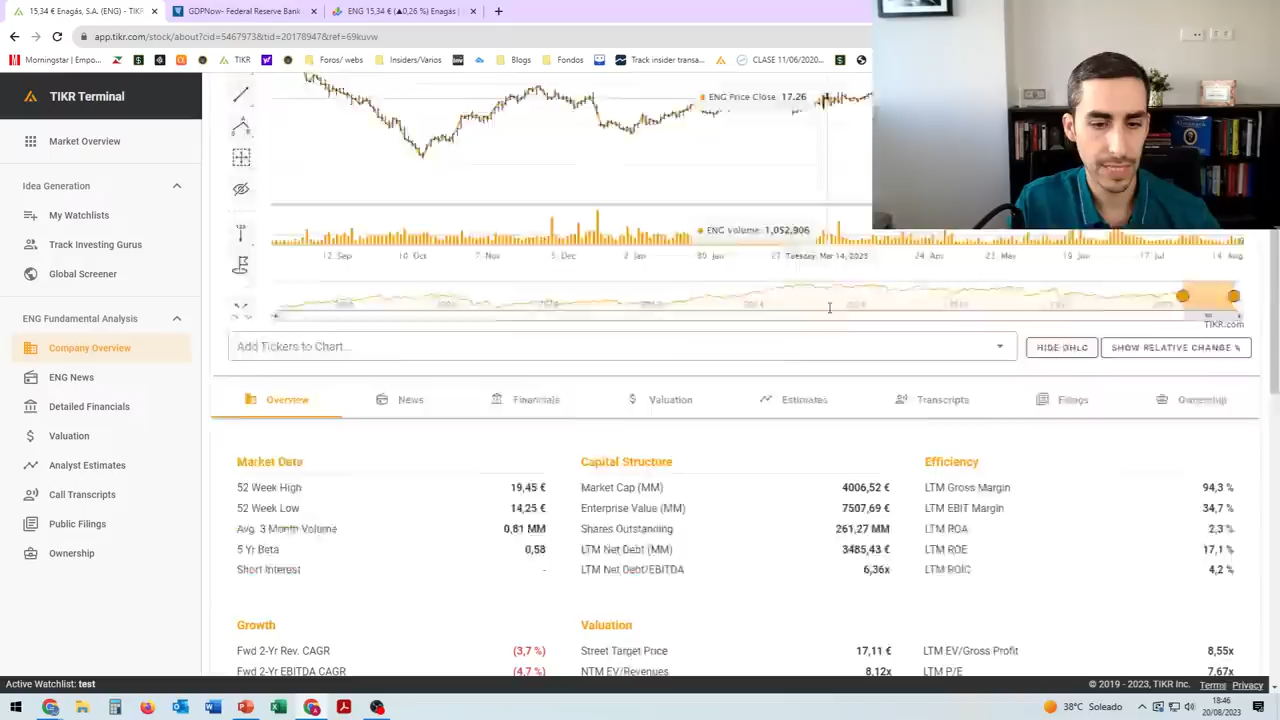 15,34 € Enagás, S.A. (ENG) - TIKR
GDPNow- Federal Reserve Bank
ENG 15,34 € (▲0,26 %) Enagás |
app.tikr.com/stock/about?cid=5467973&tid=20178947&ref=69kuvw
Morningstar | Empo...
TIKR
Foros/ webs
Insiders/Varios
Blogs
Fondos
Track insider transa...
CLASE 11/06/2020...
TIKR Terminal
Market Overview
Idea Generation
My Watchlists
Track Investing Gurus
Global Screener
ENG Fundamental Analysis
Company Overview
ENG News
Detailed Financials
Valuation
Analyst Estimates
Call Transcripts
Public Filings
Ownership
ENG Price Close 17.26
ENG Volume: 1,052,906
12. Sep
10. Oct
7. Nov
5. Dec
2. Jan
30. Jan
27
Tuesday, Mar 14, 2023
24. Apr
19. Jun
17. Jul
14. Aug
TIKR.com
Add Tickers to Chart...
HIDE OHLC
SHOW RELATIVE CHANGE %
Overview
News
Financials
Valuation
Estimates
Transcripts
Filings
Ownership
Market Data
52 Week High 19,45 €
52 Week Low 14,25 €
Avg. 3 Month Volume 0,81 MM
5 Yr Beta 0,58
Short Interest -
Capital Structure
Market Cap (MM) 4006,52 €
Enterprise Value (MM) 7507,69 €
Shares Outstanding 261,27 MM
LTM Net Debt (MM) 3485,43 €
LTM Net Debt/EBITDA 6,36x
Efficiency
LTM Gross Margin 94,3 %
LTM EBIT Margin 34,7 %
LTM ROA 2,3 %
LTM ROE 17,1 %
LTM ROIC 4,2 %
Growth
Fwd 2-Yr Rev. CAGR (3,7 %)
Fwd 2-Yr EBITDA CAGR (4,7 %)
Valuation
Street Target Price 17,11 €
NTM EV/Revenues 8,12x
LTM EV/Gross Profit 8,55x
LTM P/E 7,67x
Active Watchlist: test
© 2019 - 2023, TIKR Inc.
Terms
Privacy
38°C Soleado
18:46
20/08/2023